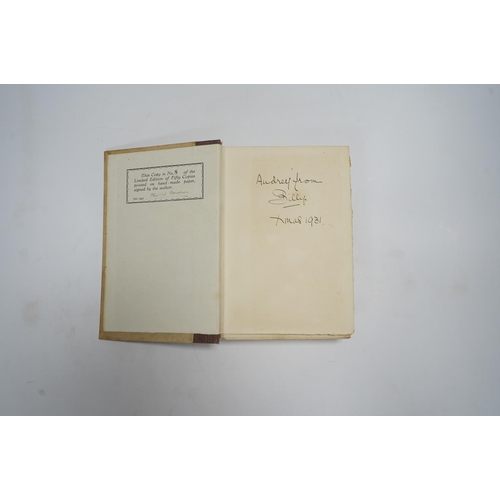 This Copy is No. 8 of the
Limited Edition of Fifty Copies
printed on hand-made paper,
signed by the author.
Audrey from
Billy
Xmas 1931